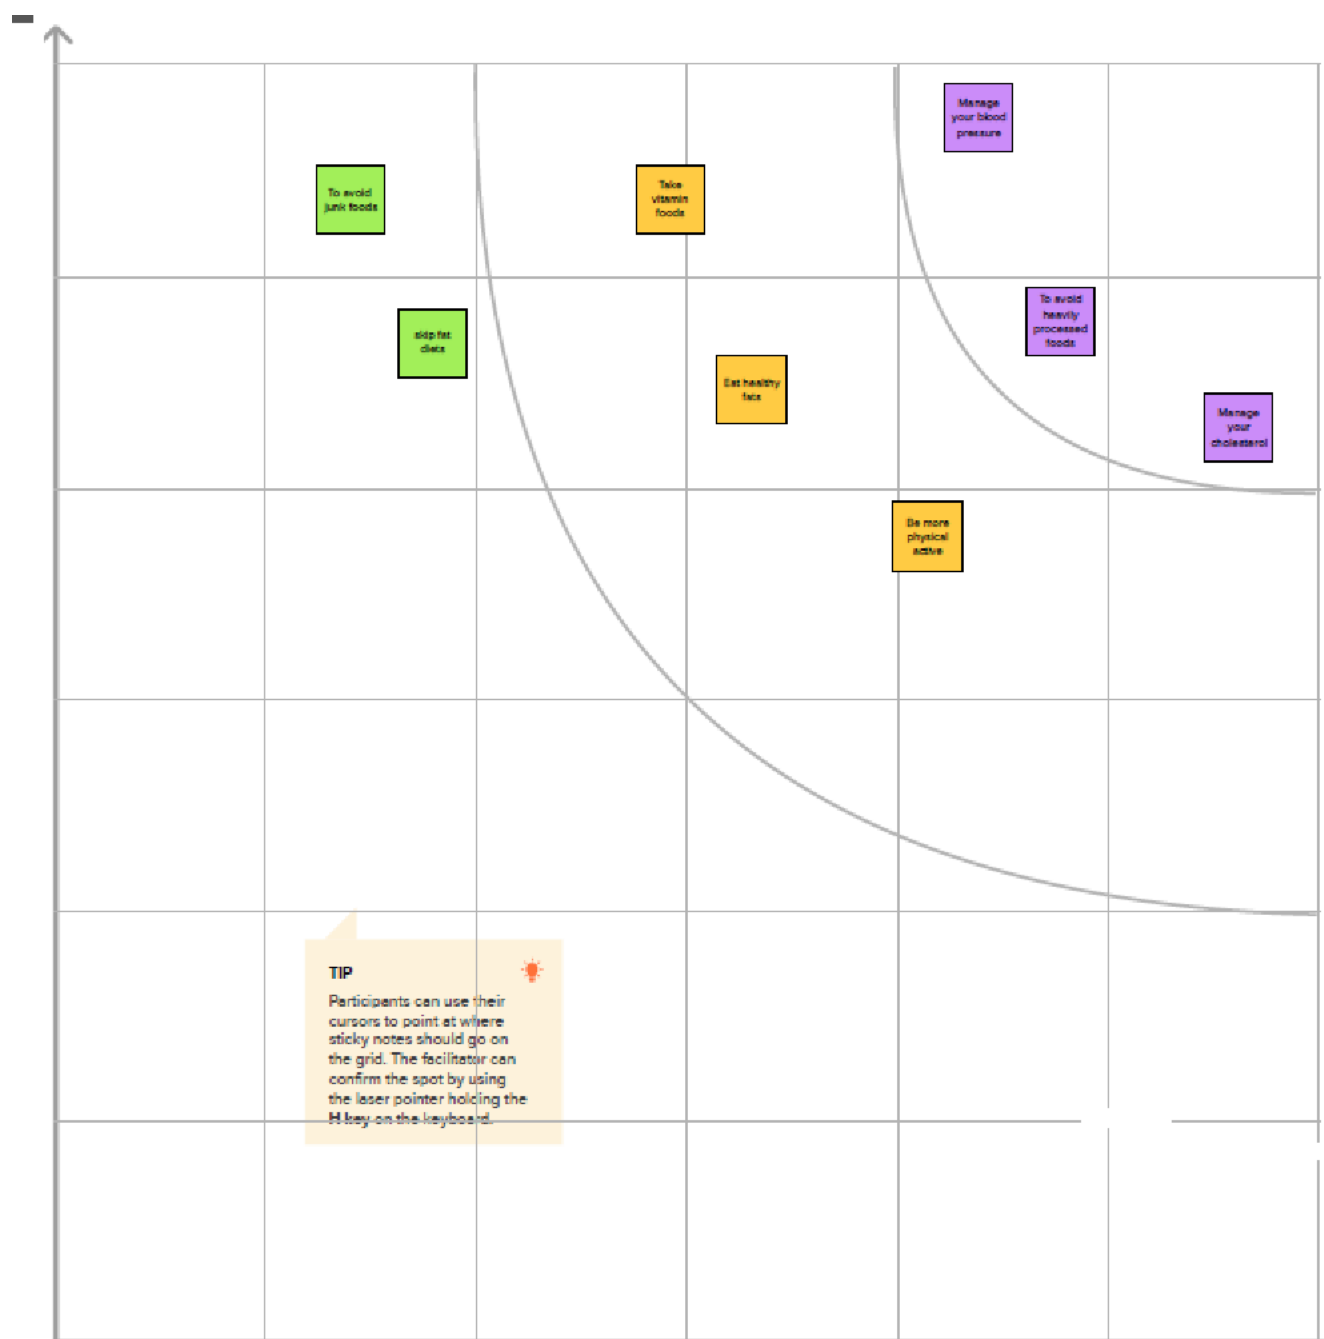 Manage
your blood
pressure
To avoid
junk foods
Take
vitamin
foods
To avoid
heavily
processed
foods
skip fat
diets
Eat healthy
fats
Manage
your
cholesterol
Be more
physical
active
TIP
Participants can use their
cursors to point at where
sticky notes should go on
the grid. The facilitator can
confirm the spot by using
the laser pointer holding the
H key on the keyboard.